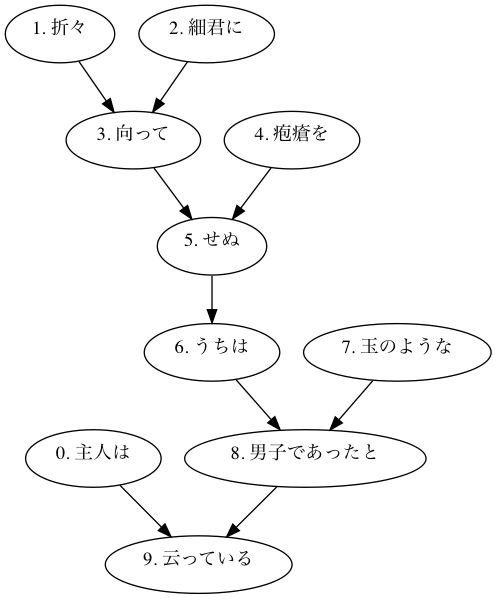 1. 折々
2. 細君に
3. 向って
4. 疱瘡を
5. せぬ
6. うちは
7. 玉のような
0. 主人は
8. 男子であったと
9. 云っている